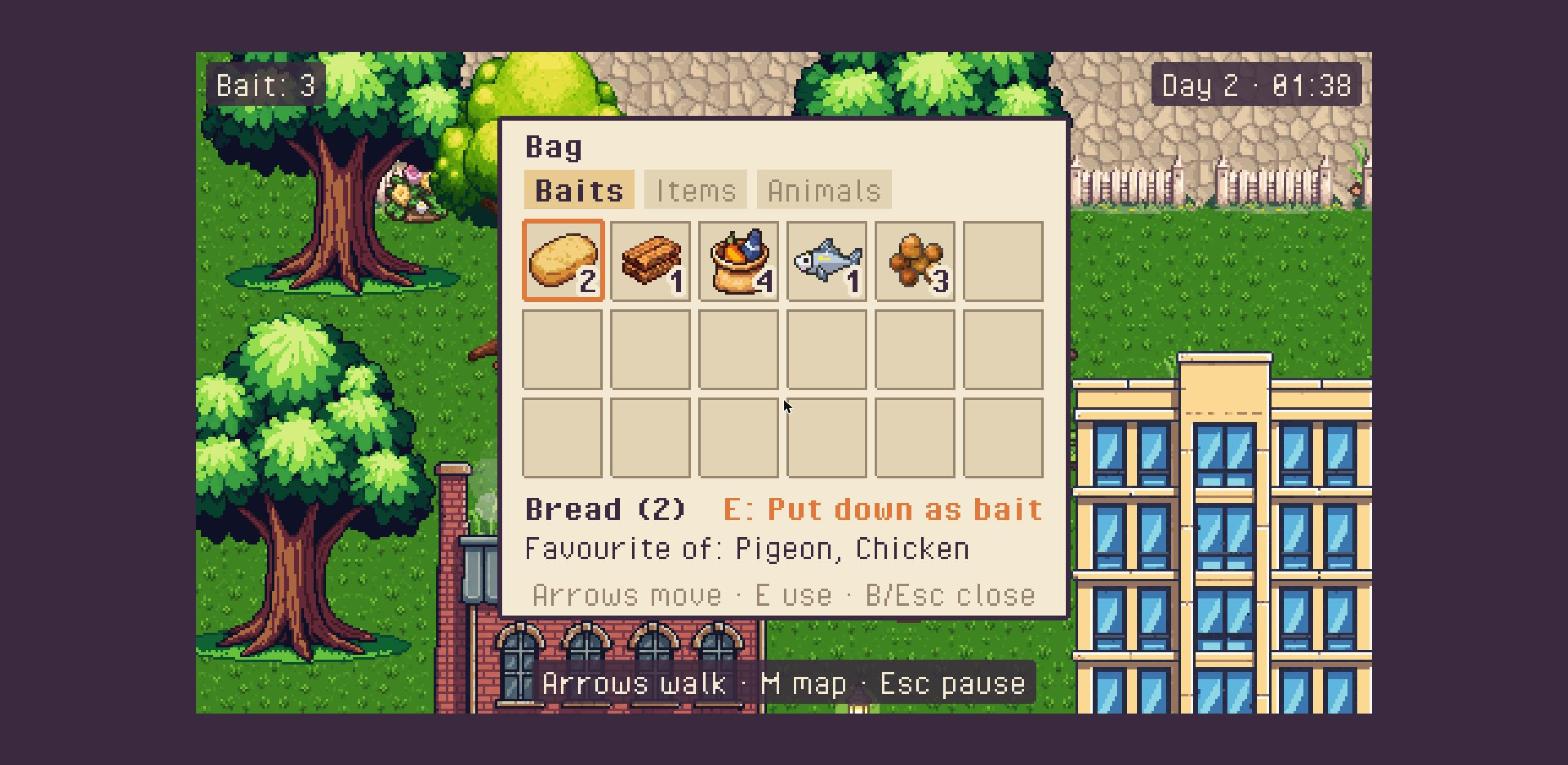 Bait: 3
Day 2 · 01:38
Bag
Baits Items Animals
2 1 4 1 3
Bread (2) E: Put down as bait
Favourite of: Pigeon, Chicken
Arrows move · E use · B/Esc close
Arrows walk · M map · Esc pause